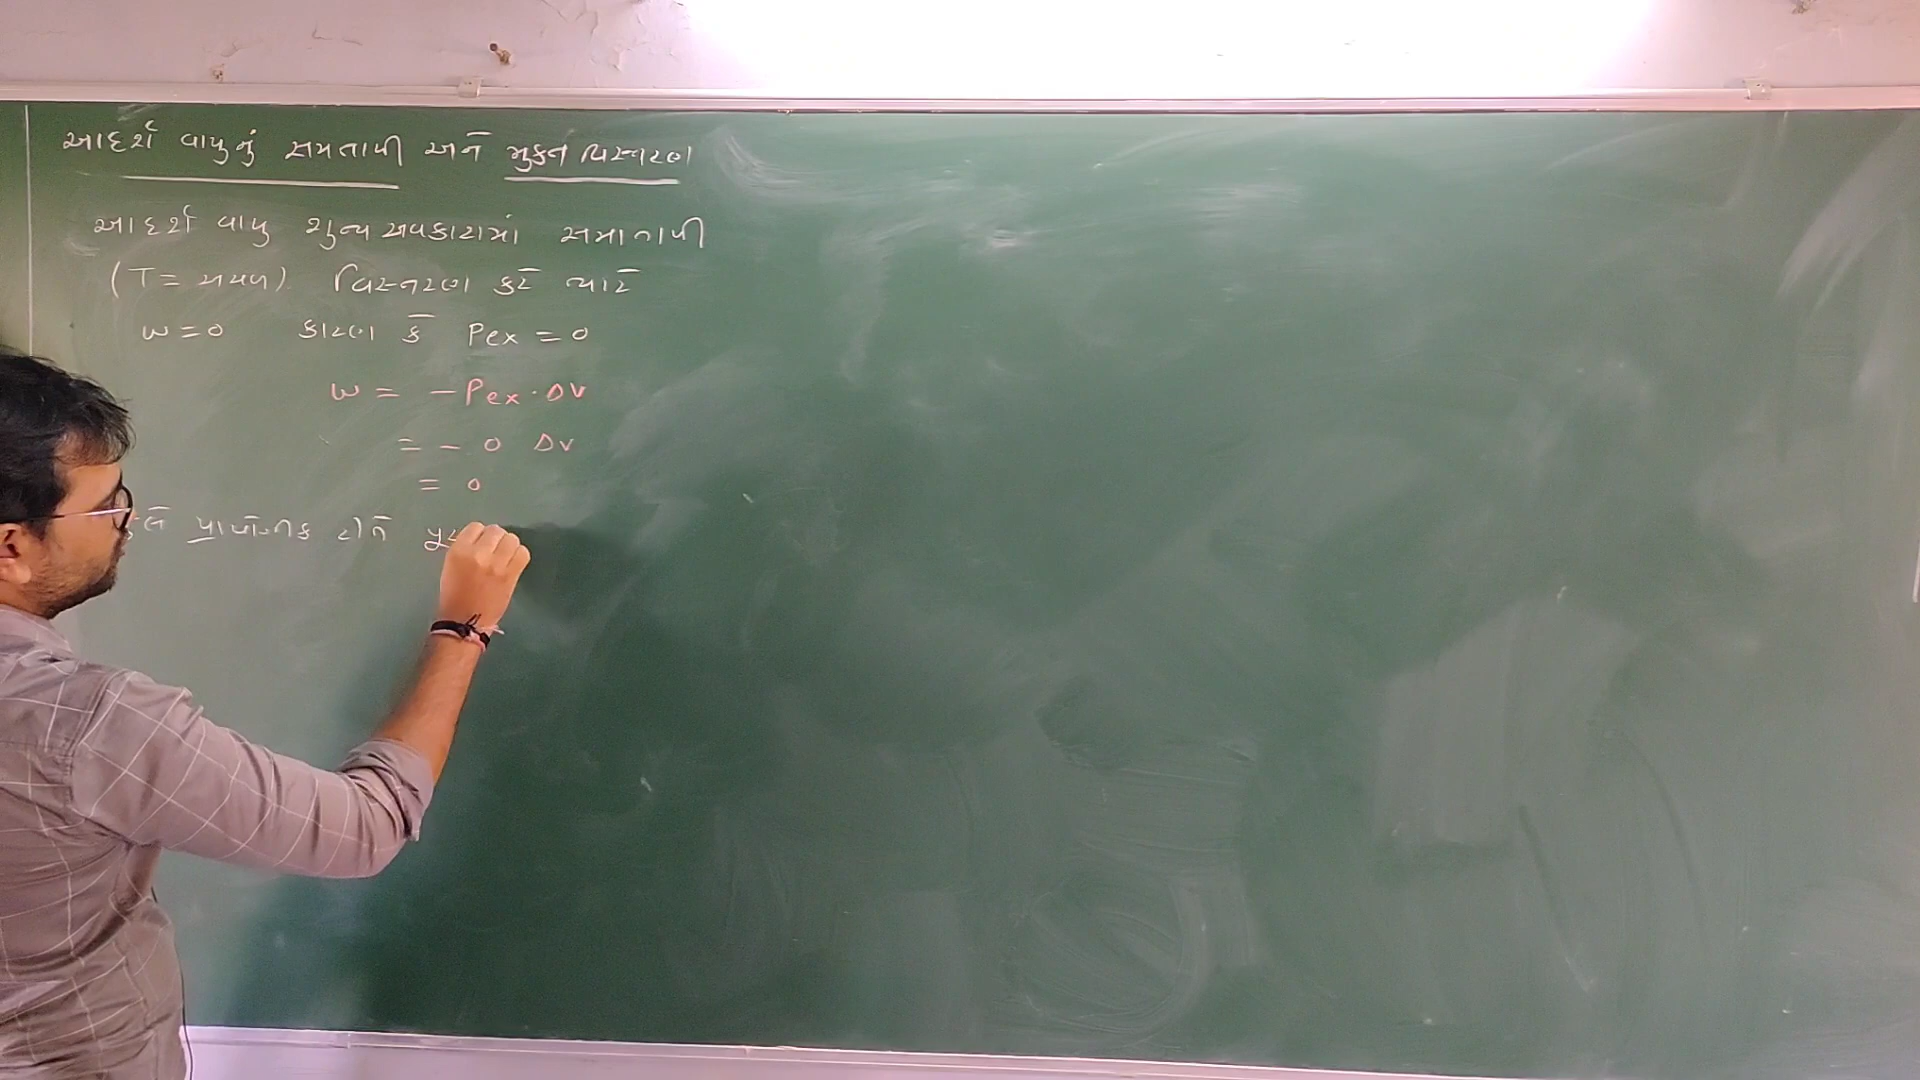 આદર્શ વાયુનું સમતાપી અને મુક્ત વિસ્તરણ
આદર્શ વાયુ શુન્યઅવકાશમાં સમાતાપી
(T = અચળ) વિસ્તરણ કરે ત્યારે
w = 0 કારણ કે Pex = 0
w = - Pex · ΔV
= - 0 ΔV
= 0
જુલે પ્રાયોગીક રીતે